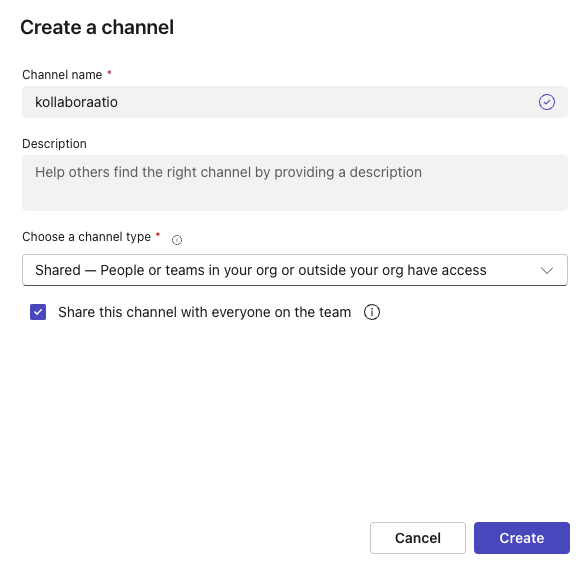 Create a channel
Channel name *
kollaboraatio
Description
Help others find the right channel by providing a description
Choose a channel type *
Shared — People or teams in your org or outside your org have access
Share this channel with everyone on the team
Cancel
Create